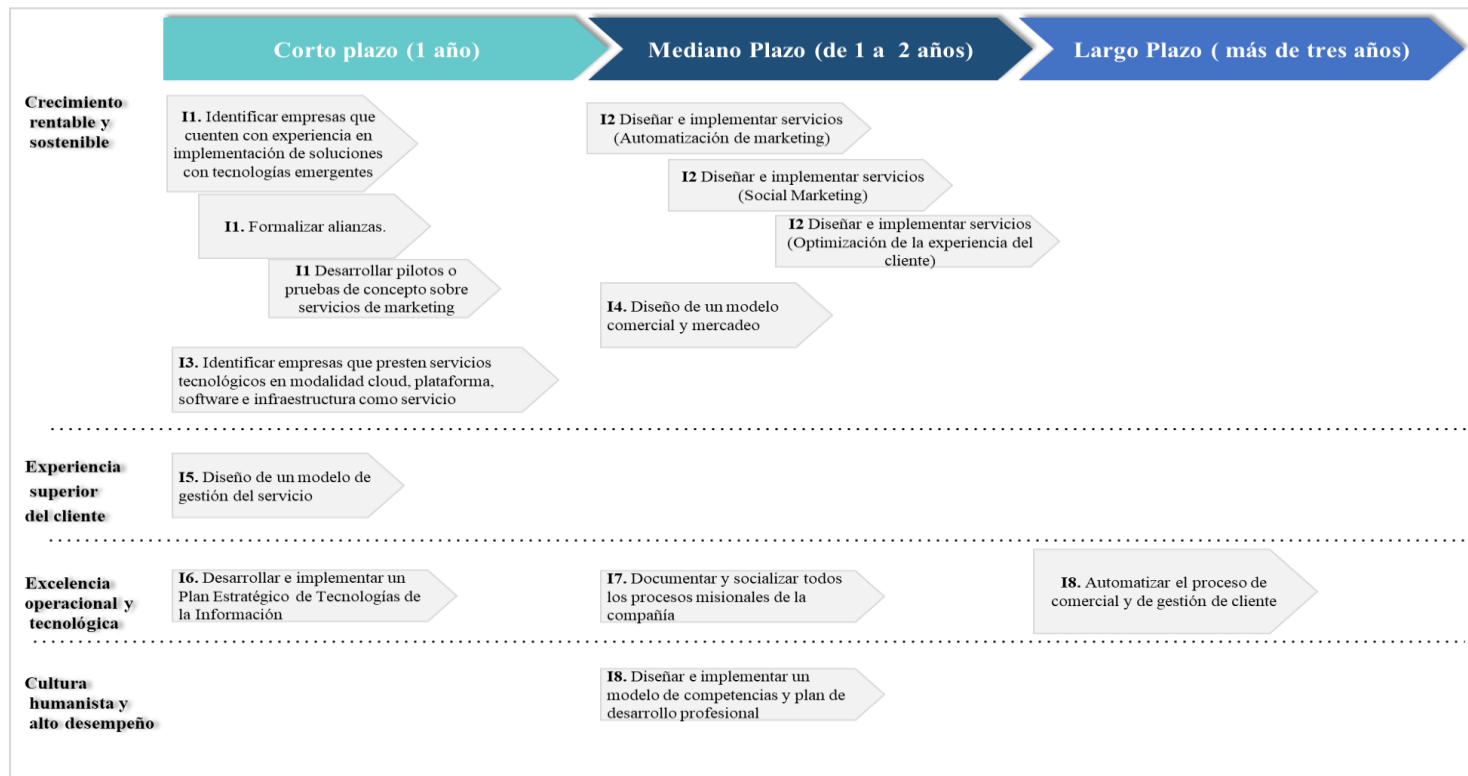 Corto plazo (1 año)
Mediano Plazo (de 1 a 2 años)
Largo Plazo ( más de tres años)
Crecimiento
rentable y
sostenible
I1. Identificar empresas que
cuenten con experiencia en
implementación de soluciones
con tecnologías emergentes
I1. Formalizar alianzas.
I1 Desarrollar pilotos o
pruebas de concepto sobre
servicios de marketing
I3. Identificar empresas que presten servicios
tecnológicos en modalidad cloud, plataforma,
software e infraestructura como servicio
I2 Diseñar e implementar servicios
(Automatización de marketing)
I2 Diseñar e implementar servicios
(Social Marketing)
I2 Diseñar e implementar servicios
(Optimización de la experiencia del
cliente)
I4. Diseño de un modelo
comercial y mercadeo
Experiencia
superior
del cliente
I5. Diseño de un modelo de
gestión del servicio
Excelencia
operacional y
tecnológica
I6. Desarrollar e implementar un
Plan Estratégico de Tecnologías de
la Información
I7. Documentar y socializar todos
los procesos misionales de la
compañía
I8. Automatizar el proceso de
comercial y de gestión de cliente
Cultura
humanista y
alto desempeño
I8. Diseñar e implementar un
modelo de competencias y plan de
desarrollo profesional